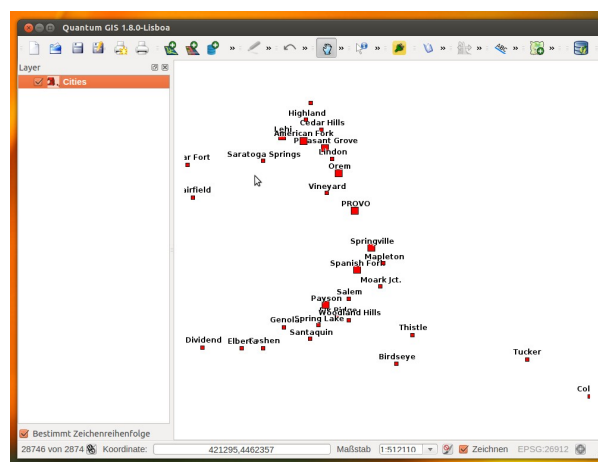 Quantum GIS 1.8.0-Lisboa
Layer
Cities
Highland
Cedar Hills
Lehi
American Fork
Pleasant Grove
Lindon
ar Fort
Saratoga Springs
Orem
airfield
Vineyard
PROVO
Springville
Mapleton
Spanish Fork
Moark Jct.
Salem
Payson
Woodland Hills
Genola
Spring Lake
Thistle
Santaquin
Dividend
Elberta
Goshen
Birdseye
Tucker
Col
Bestimmt Zeichenreihenfolge
28746 von 2874
Koordinate:
421295,4462357
Maßstab
1:512110
Zeichnen
EPSG:26912